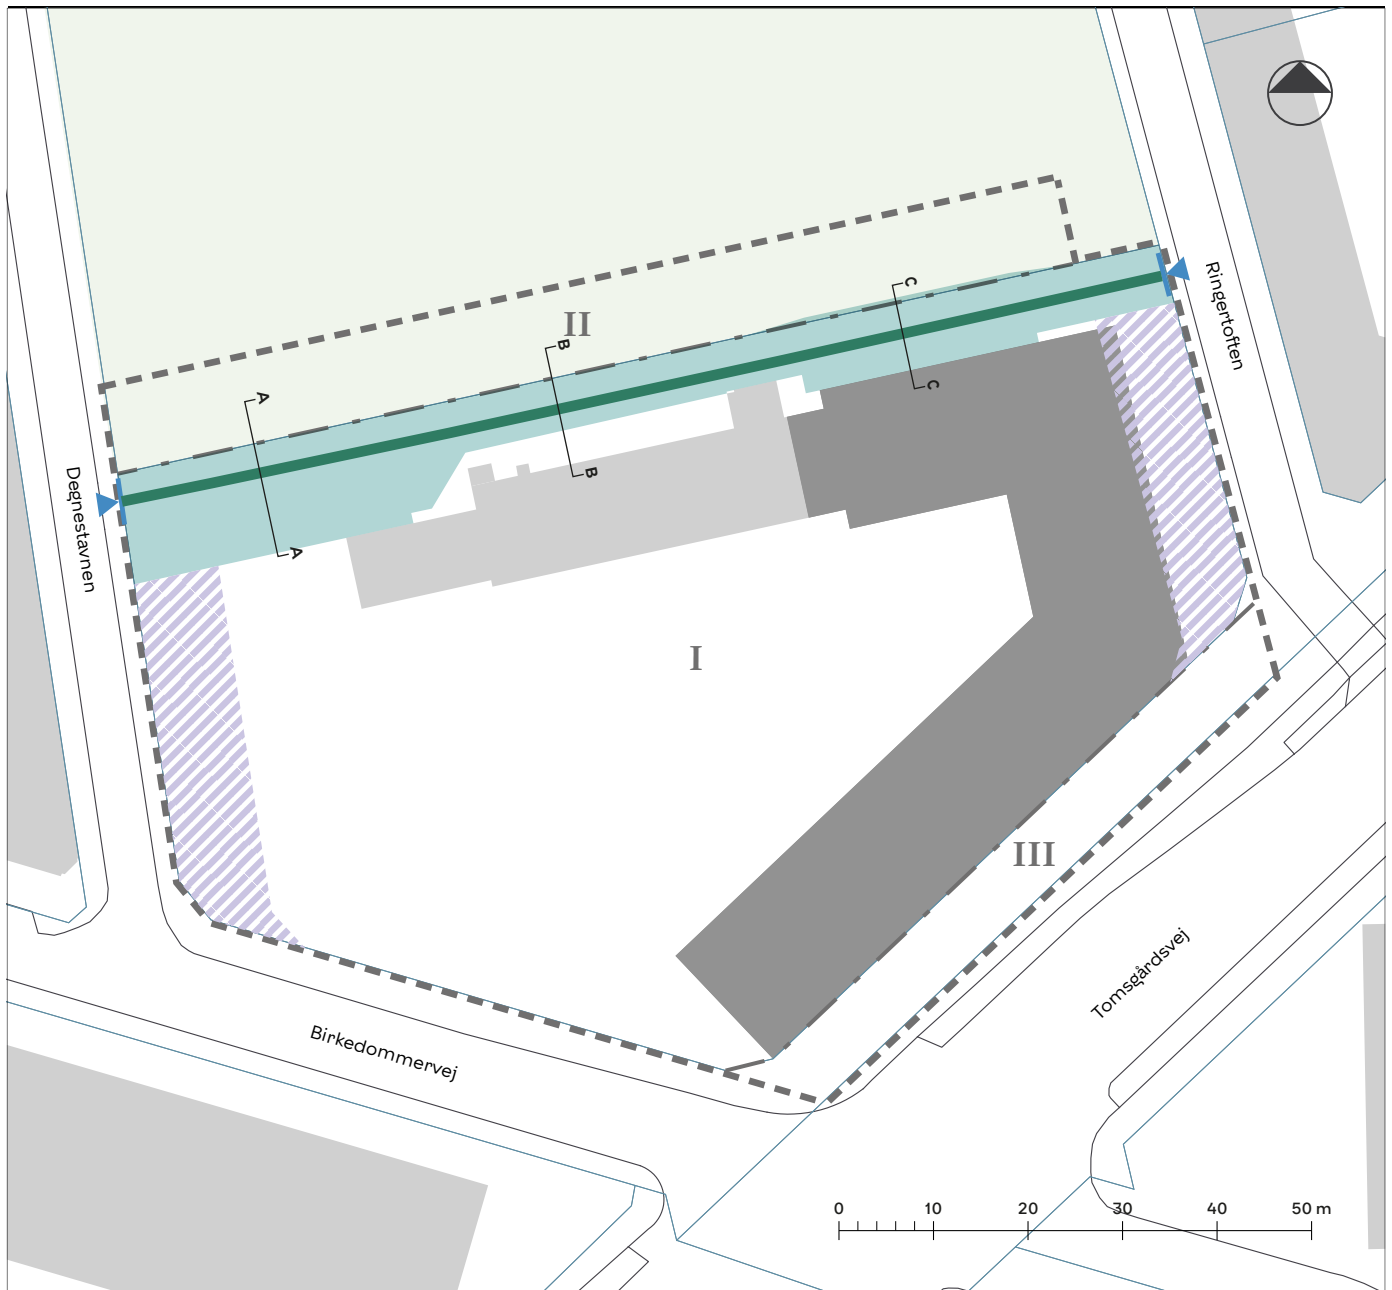 Ringertoften
C
II
B
C
A
B
Degnestavnen
A
I
III
Tomsgårdsvej
Birkedommervej
0 10 20 30 40 50 m